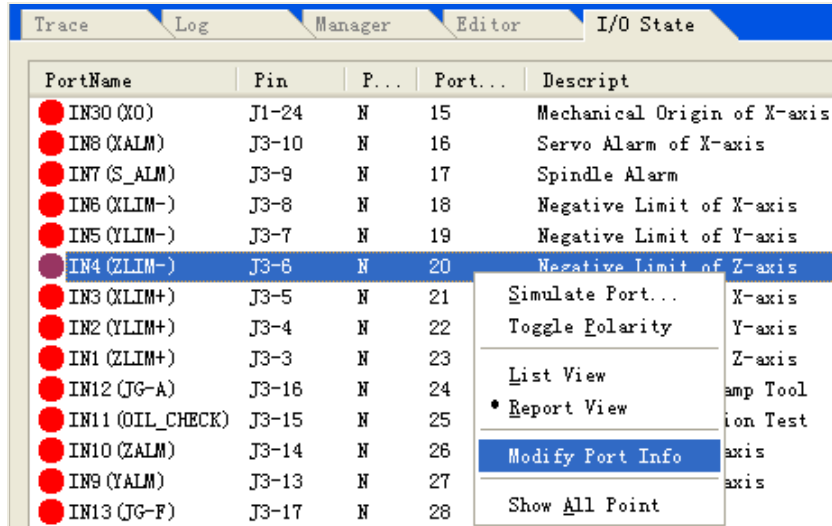 Trace Log Manager Editor I/O State
PortName Pin P... Port... Descript
IN30(XO) J1-24 N 15 Mechanical Origin of X-axis
IN8(XALM) J3-10 N 16 Servo Alarm of X-axis
IN7(S_ALM) J3-9 N 17 Spindle Alarm
IN6(XLIM-) J3-8 N 18 Negative Limit of X-axis
IN5(YLIM-) J3-7 N 19 Negative Limit of Y-axis
IN4(ZLIM-) J3-6 N 20 Negative Limit of Z-axis
IN3(XLIM+) J3-5 N 21 X-axis
IN2(YLIM+) J3-4 N 22 Y-axis
IN1(ZLIM+) J3-3 N 23 Z-axis
IN12(JG-A) J3-16 N 24 amp Tool
IN11(OIL_CHECK) J3-15 N 25 ion Test
IN10(ZALM) J3-14 N 26 axis
IN9(YALM) J3-13 N 27 axis
IN13(JG-F) J3-17 N 28
Simulate Port...
Toggle Polarity
List View
Report View
Modify Port Info
Show All Point